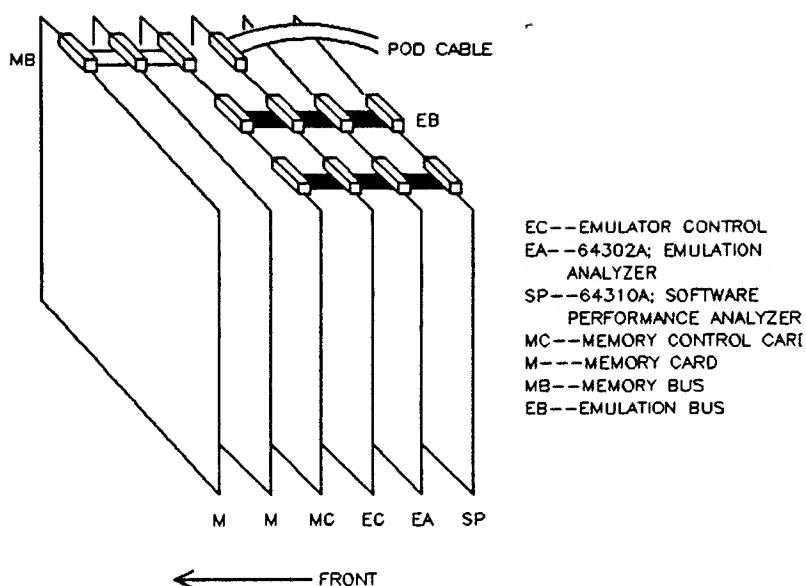 MB
POD CABLE
EB
EC--EMULATOR CONTROL
EA--64302A; EMULATION
ANALYZER
SP--64310A; SOFTWARE
PERFORMANCE ANALYZER
MC--MEMORY CONTROL CARD
M---MEMORY CARD
MB--MEMORY BUS
EB--EMULATION BUS
M M MC EC EA SP
FRONT